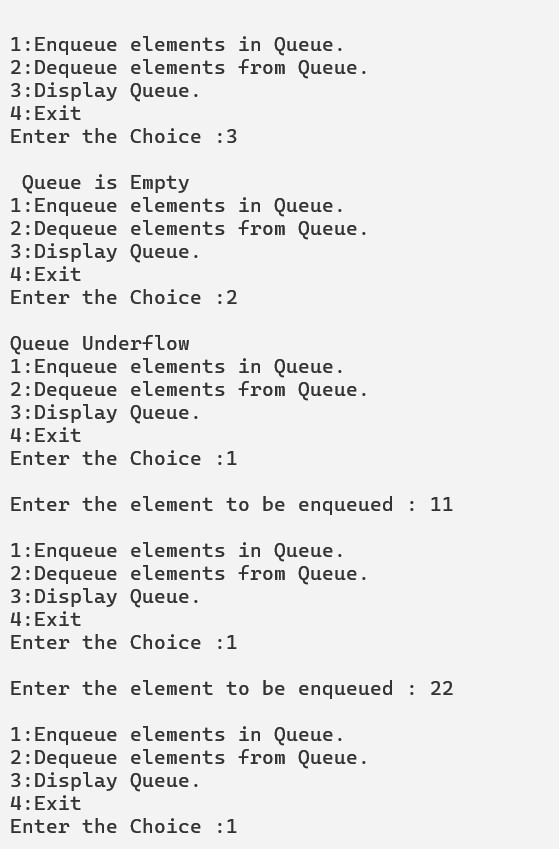 1:Enqueue elements in Queue.
2:Dequeue elements from Queue.
3:Display Queue.
4:Exit
Enter the Choice :3
Queue is Empty
1:Enqueue elements in Queue.
2:Dequeue elements from Queue.
3:Display Queue.
4:Exit
Enter the Choice :2
Queue Underflow
1:Enqueue elements in Queue.
2:Dequeue elements from Queue.
3:Display Queue.
4:Exit
Enter the Choice :1
Enter the element to be enqueued : 11
1:Enqueue elements in Queue.
2:Dequeue elements from Queue.
3:Display Queue.
4:Exit
Enter the Choice :1
Enter the element to be enqueued : 22
1:Enqueue elements in Queue.
2:Dequeue elements from Queue.
3:Display Queue.
4:Exit
Enter the Choice :1